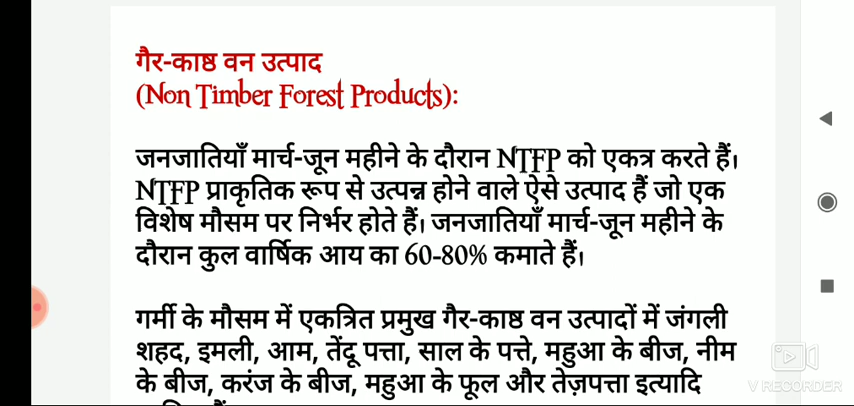 गैर-काष्ठ वन उत्पाद
(Non Timber Forest Products):
जनजातियाँ मार्च-जून महीने के दौरान NTFP को एकत्र करते हैं।
NTFP प्राकृतिक रूप से उत्पन्न होने वाले ऐसे उत्पाद हैं जो एक
विशेष मौसम पर निर्भर होते हैं। जनजातियाँ मार्च-जून महीने के
दौरान कुल वार्षिक आय का 60-80% कमाते हैं।
गर्मी के मौसम में एकत्रित प्रमुख गैर-काष्ठ वन उत्पादों में जंगली
शहद, इमली, आम, तेंदू पत्ता, साल के पत्ते, महुआ के बीज, नीम
के बीज, करंज के बीज, महुआ के फूल और तेज़पत्ता इत्यादि
V RECORDER